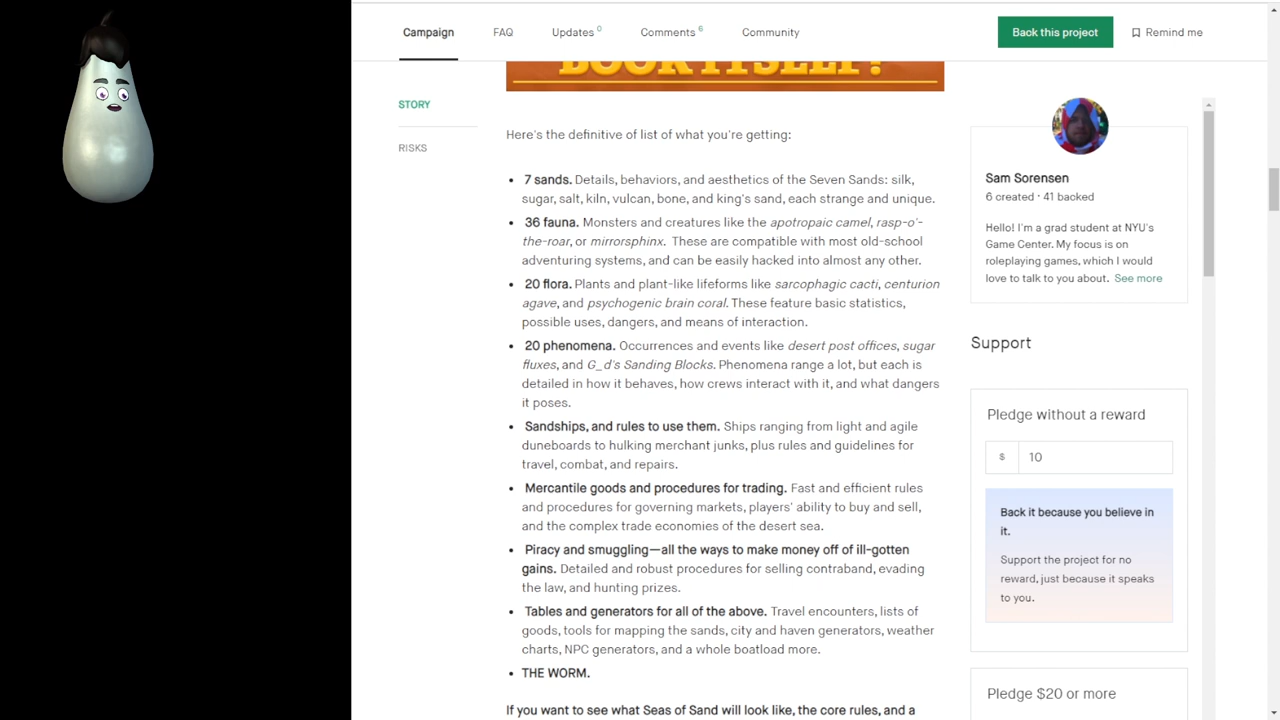 Campaign FAQ Updates 0 Comments 6 Community Back this project Remind me
BOOK ITSELF?
STORY
RISKS
Here's the definitive of list of what you're getting:
• 7 sands. Details, behaviors, and aesthetics of the Seven Sands: silk,
sugar, salt, kiln, vulcan, bone, and king's sand, each strange and unique.
• 36 fauna. Monsters and creatures like the apotropaic camel, rasp-o'-
the-roar, or mirrorsphinx. These are compatible with most old-school
adventuring systems, and can be easily hacked into almost any other.
• 20 flora. Plants and plant-like lifeforms like sarcophagic cacti, centurion
agave, and psychogenic brain coral. These feature basic statistics,
possible uses, dangers, and means of interaction.
• 20 phenomena. Occurrences and events like desert post offices, sugar
fluxes, and G_d's Sanding Blocks. Phenomena range a lot, but each is
detailed in how it behaves, how crews interact with it, and what dangers
it poses.
• Sandships, and rules to use them. Ships ranging from light and agile
duneboards to hulking merchant junks, plus rules and guidelines for
travel, combat, and repairs.
• Mercantile goods and procedures for trading. Fast and efficient rules
and procedures for governing markets, players' ability to buy and sell,
and the complex trade economies of the desert sea.
• Piracy and smuggling—all the ways to make money off of ill-gotten
gains. Detailed and robust procedures for selling contraband, evading
the law, and hunting prizes.
• Tables and generators for all of the above. Travel encounters, lists of
goods, tools for mapping the sands, city and haven generators, weather
charts, NPC generators, and a whole boatload more.
• THE WORM.
If you want to see what Seas of Sand will look like, the core rules, and a
Sam Sorensen
6 created · 41 backed
Hello! I'm a grad student at NYU's
Game Center. My focus is on
roleplaying games, which I would
love to talk to you about. See more
Support
Pledge without a reward
$ 10
Back it because you believe in
it.
Support the project for no
reward, just because it speaks
to you.
Pledge $20 or more